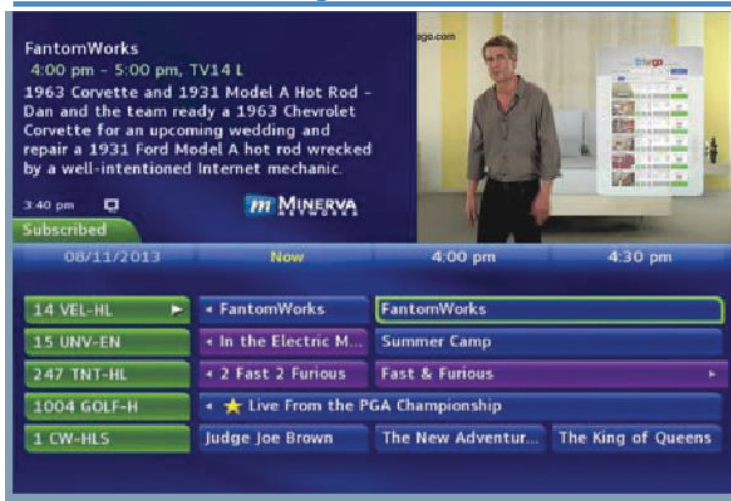 FantomWorks
4:00 pm - 5:00 pm, TV14 L
1963 Corvette and 1931 Model A Hot Rod -
Dan and the team ready a 1963 Chevrolet
Corvette for an upcoming wedding and
repair a 1931 Ford Model A hot rod wrecked
by a well-intentioned Internet mechanic.
3:40 pm
m MINERVA
NETWORKS
ago.com
trivago
Subscribed
08/11/2013 Now 4:00 pm 4:30 pm
14 VEL-HL FantomWorks FantomWorks
15 UNV-EN In the Electric M... Summer Camp
247 TNT-HL 2 Fast 2 Furious Fast & Furious
1004 GOLF-H Live From the PGA Championship
1 CW-HLS Judge Joe Brown The New Adventur... The King of Queens